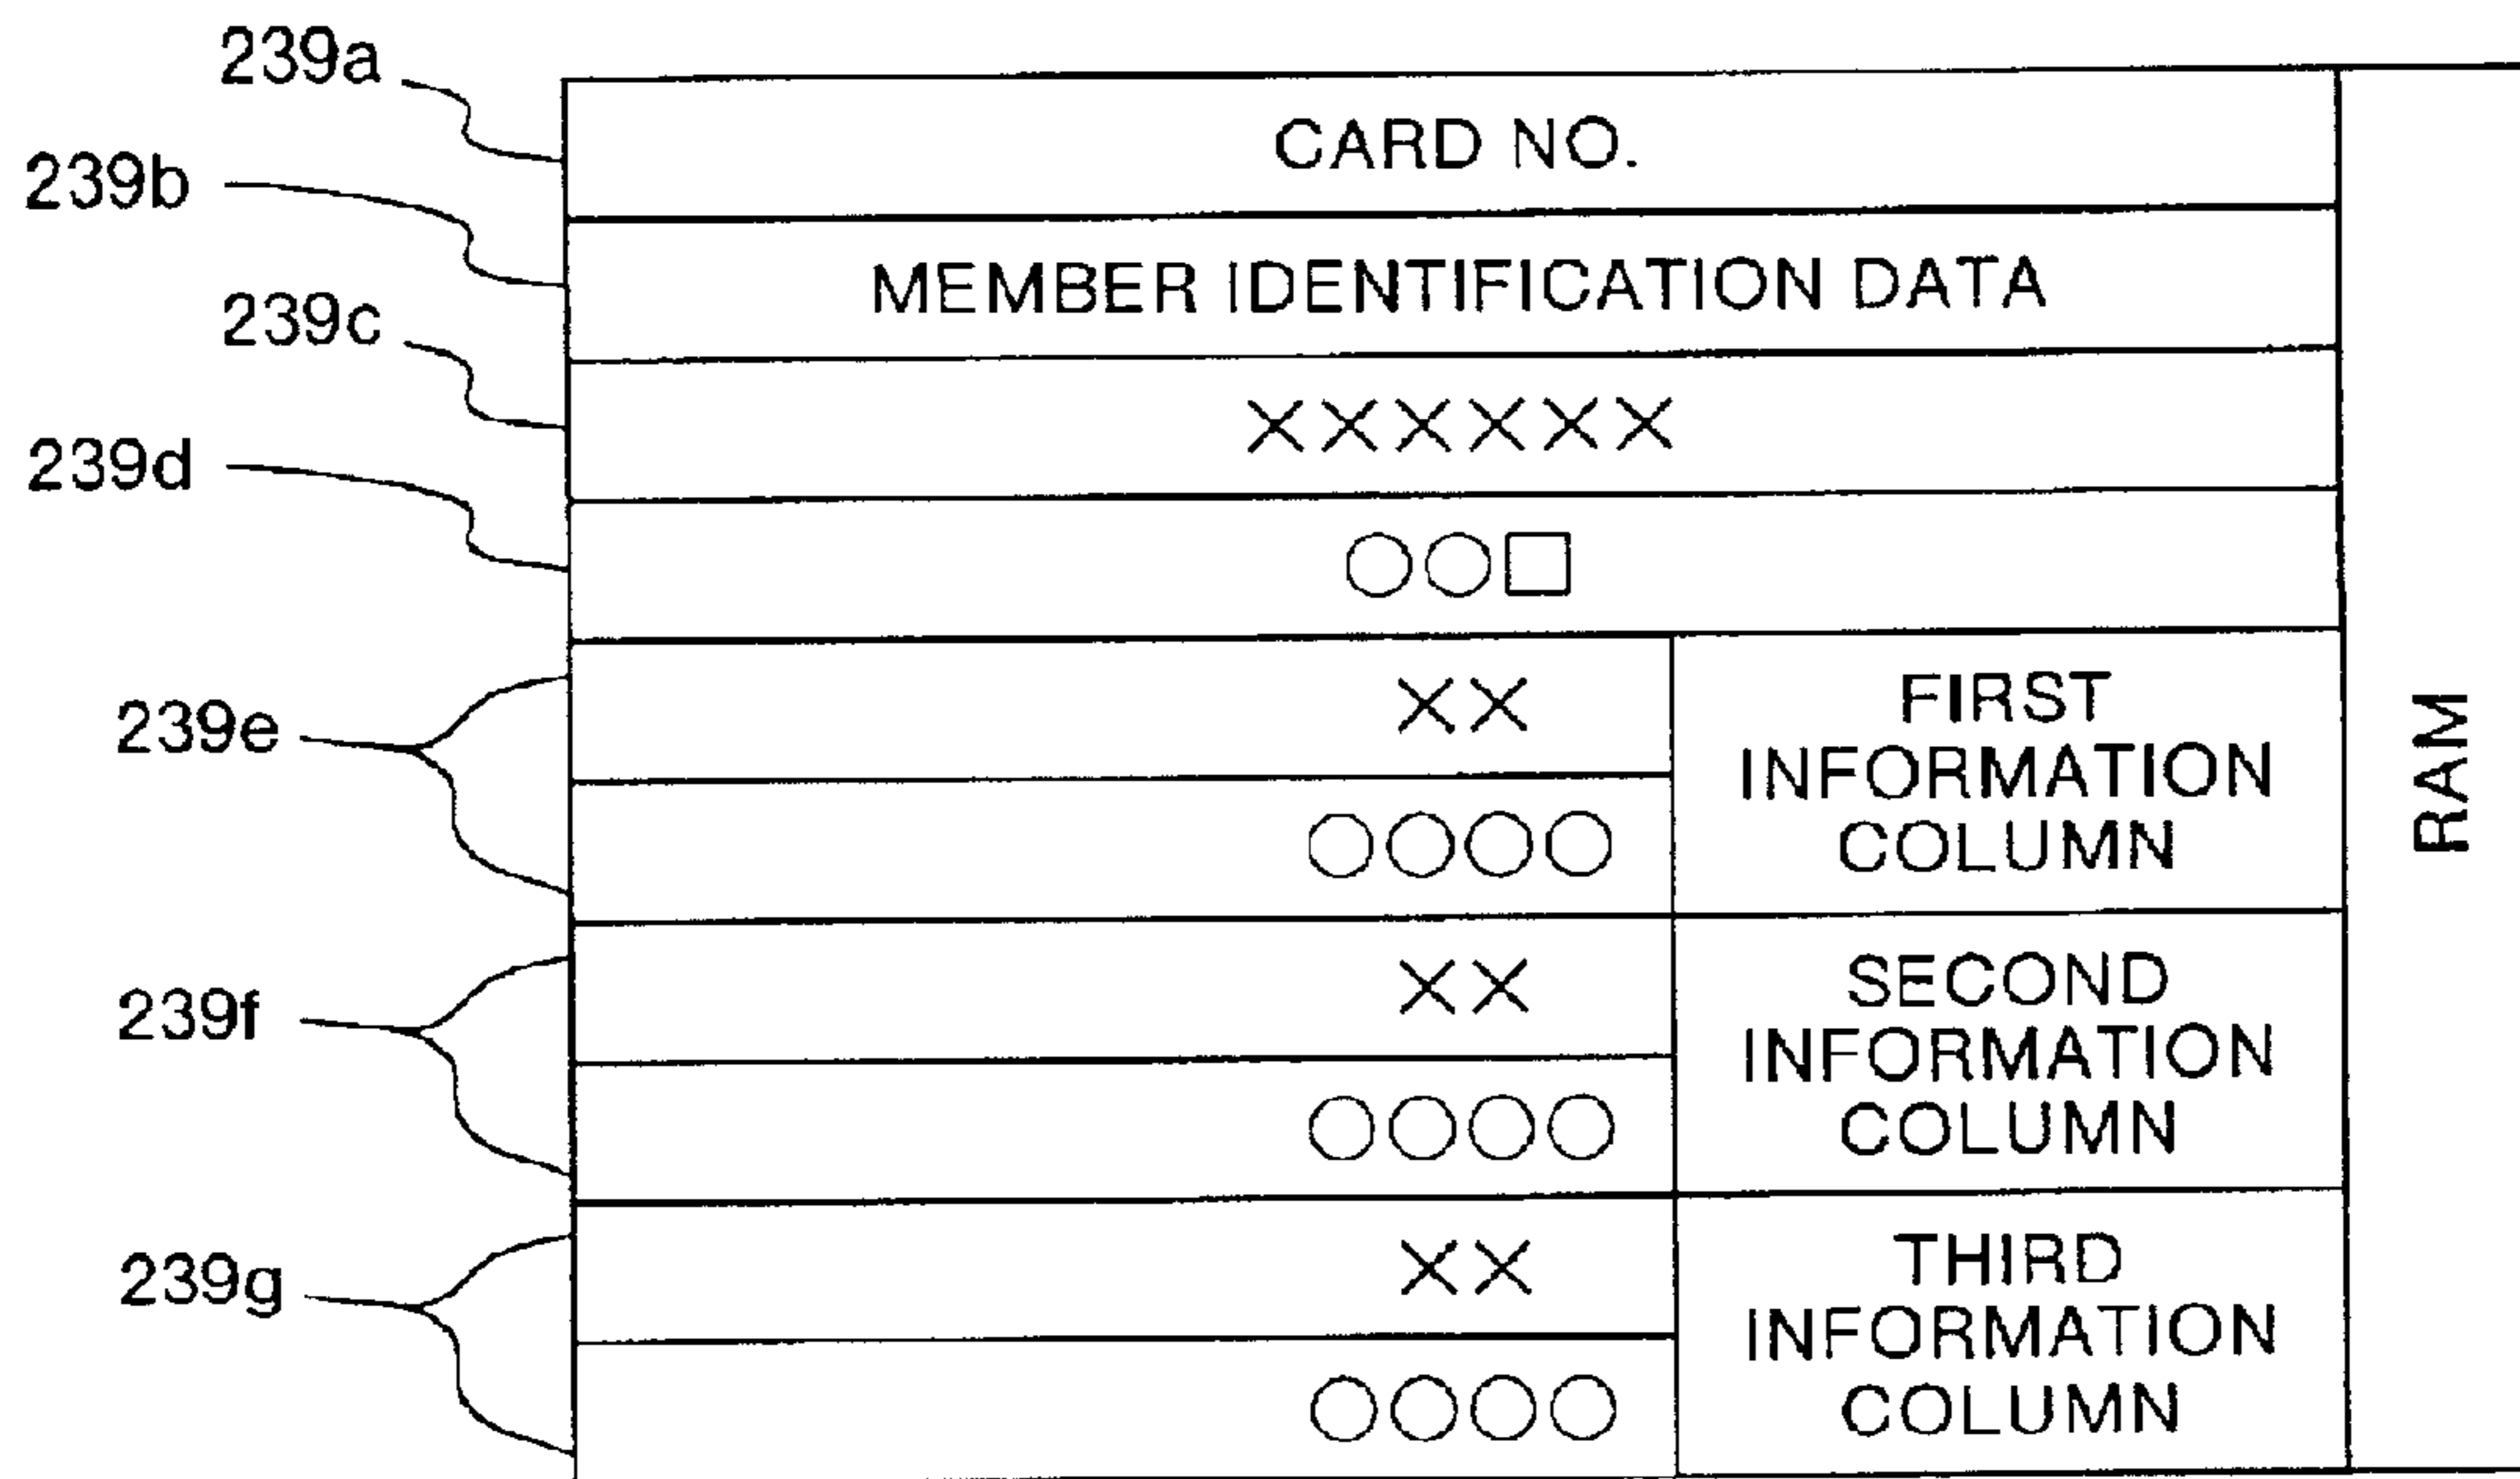 239a
CARD NO.
239b
MEMBER IDENTIFICATION DATA
239c
××××××
239d
○○□
239e
××
○○○○
FIRST
INFORMATION
COLUMN
239f
××
○○○○
SECOND
INFORMATION
COLUMN
239g
××
○○○○
THIRD
INFORMATION
COLUMN
RAM